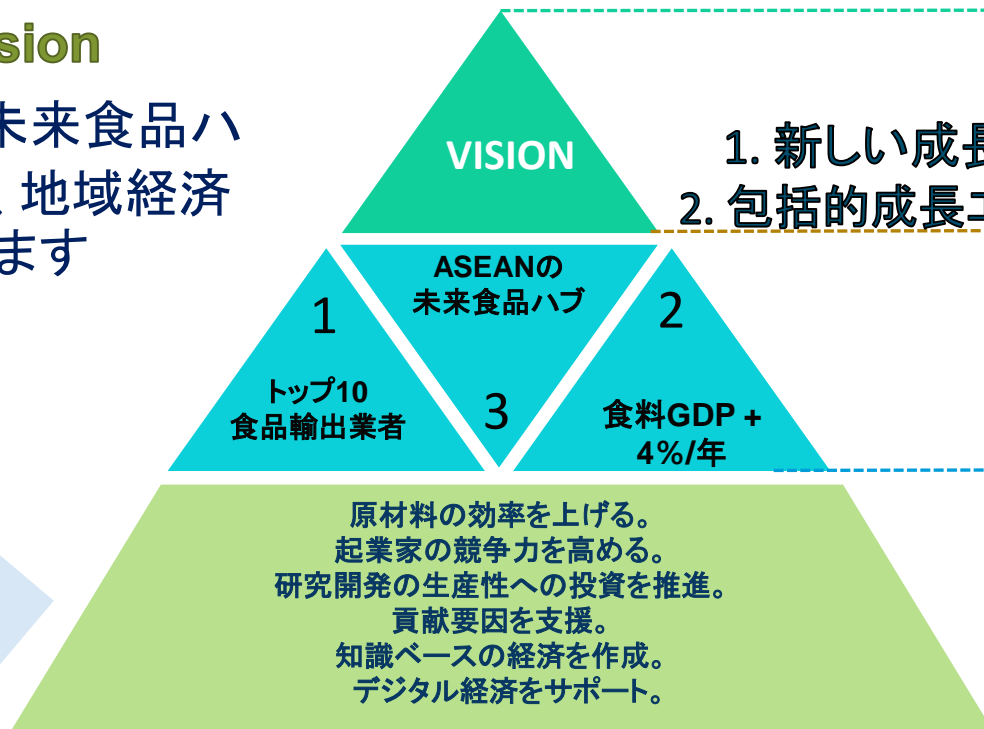 sion
未来食品ハ
、地域経済
ます
VISION
1. 新しい成長
2. 包括的成長エ
ASEANの
未来食品ハブ
1
2
3
トップ10
食品輸出業者
食料GDP +
4%/年
原材料の効率を上げる。
起業家の競争力を高める。
研究開発の生産性への投資を推進。
貢献要因を支援。
知識ベースの経済を作成。
デジタル経済をサポート。